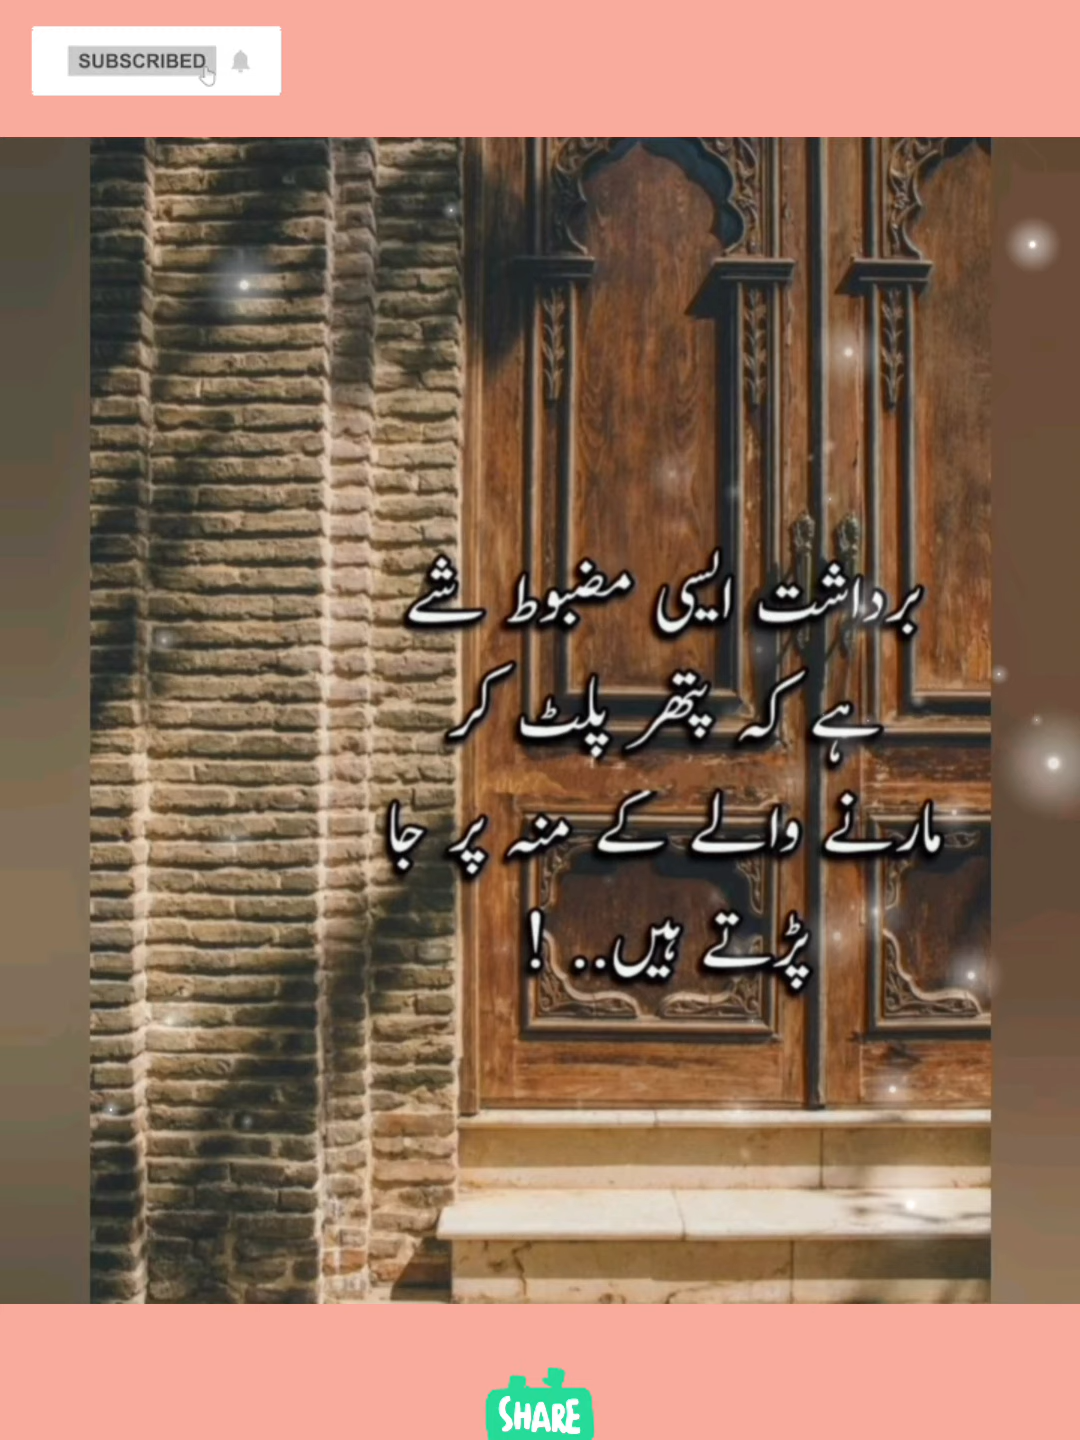 SUBSCRIBED
برداشت ایسی مضبوط شے
ہے کہ پتھر پلٹ کر
مارنے والے کے منہ پر جا
پڑتے ہیں.. !
SHARE